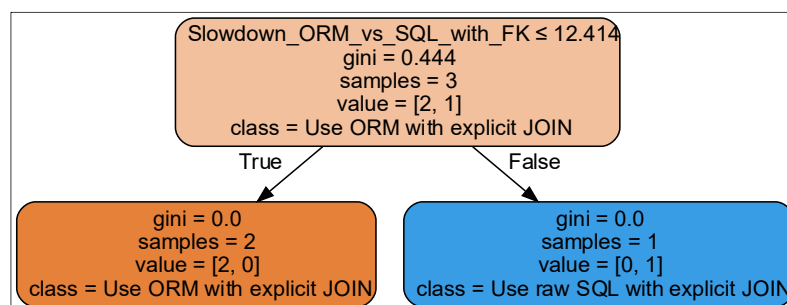 Slowdown_ORM_vs_SQL_with_FK ≤ 12.414
gini = 0.444
samples = 3
value = [2, 1]
class = Use ORM with explicit JOIN
True
False
gini = 0.0
samples = 2
value = [2, 0]
class = Use ORM with explicit JOIN
gini = 0.0
samples = 1
value = [0, 1]
class = Use raw SQL with explicit JOIN